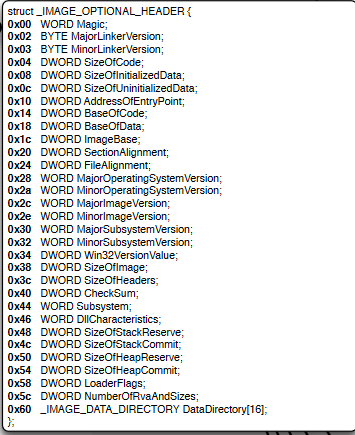 struct _IMAGE_OPTIONAL_HEADER {
0x00 WORD Magic;
0x02 BYTE MajorLinkerVersion;
0x03 BYTE MinorLinkerVersion;
0x04 DWORD SizeOfCode;
0x08 DWORD SizeOfInitializedData;
0x0c DWORD SizeOfUninitializedData;
0x10 DWORD AddressOfEntryPoint;
0x14 DWORD BaseOfCode;
0x18 DWORD BaseOfData;
0x1c DWORD ImageBase;
0x20 DWORD SectionAlignment;
0x24 DWORD FileAlignment;
0x28 WORD MajorOperatingSystemVersion;
0x2a WORD MinorOperatingSystemVersion;
0x2c WORD MajorImageVersion;
0x2e WORD MinorImageVersion;
0x30 WORD MajorSubsystemVersion;
0x32 WORD MinorSubsystemVersion;
0x34 DWORD Win32VersionValue;
0x38 DWORD SizeOfImage;
0x3c DWORD SizeOfHeaders;
0x40 DWORD CheckSum;
0x44 WORD Subsystem;
0x46 WORD DllCharacteristics;
0x48 DWORD SizeOfStackReserve;
0x4c DWORD SizeOfStackCommit;
0x50 DWORD SizeOfHeapReserve;
0x54 DWORD SizeOfHeapCommit;
0x58 DWORD LoaderFlags;
0x5c DWORD NumberOfRvaAndSizes;
0x60 _IMAGE_DATA_DIRECTORY DataDirectory[16];
};